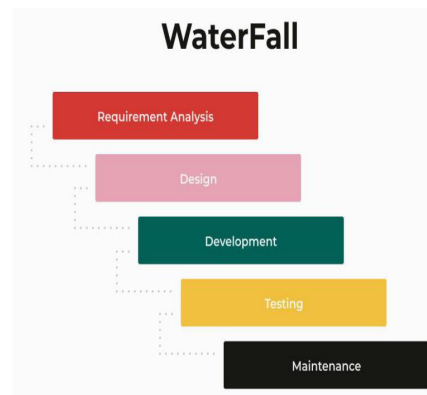 WaterFall
Requirement Analysis
Design
Development
Testing
Maintenance